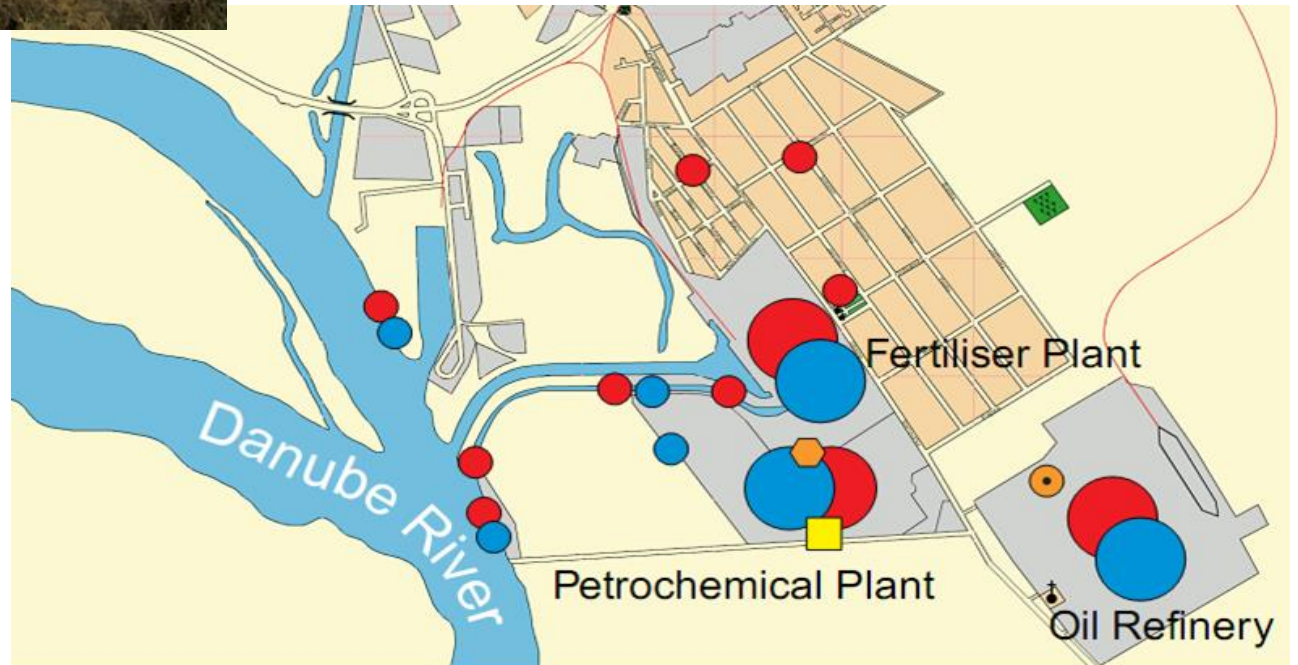 Fertiliser Plant
Danube River
Petrochemical Plant
Oil Refinery